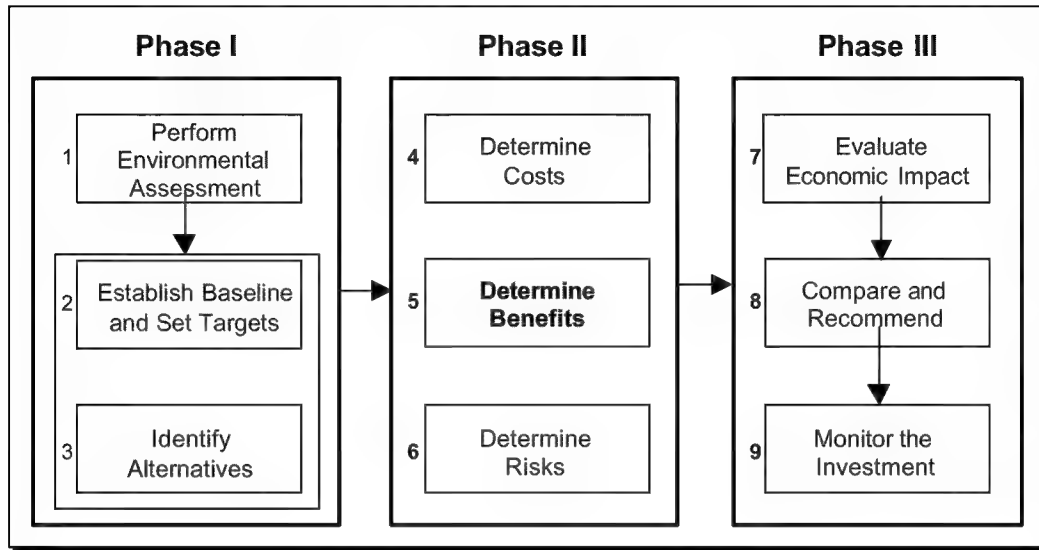 Phase I
1
Perform
Environmental
Assessment
2
Establish Baseline
and Set Targets
3
Identify
Alternatives
Phase II
4
Determine
Costs
5
Determine
Benefits
6
Determine
Risks
Phase III
7
Evaluate
Economic Impact
8
Compare and
Recommend
9
Monitor the
Investment